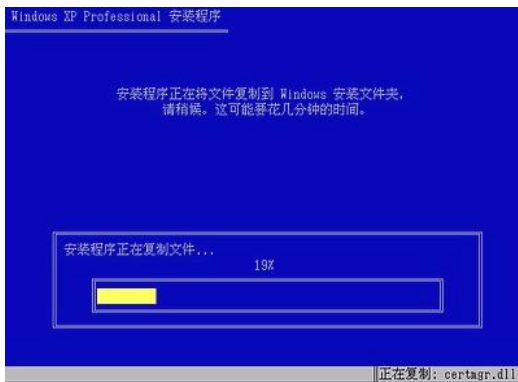 Windows XP Professional 安装程序
安装程序正在将文件复制到 Windows 安装文件夹,
请稍候。这可能要花几分钟的时间。
安装程序正在复制文件...
19%
正在复制: certmgr.dll